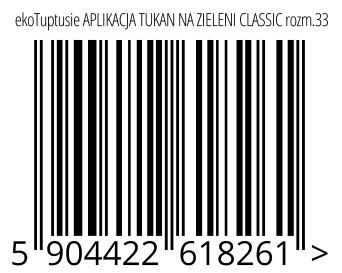 ekoTuptusie APLIKACJA TUKAN NA ZIELENI CLASSIC rozm.33
5 904422 618261 >